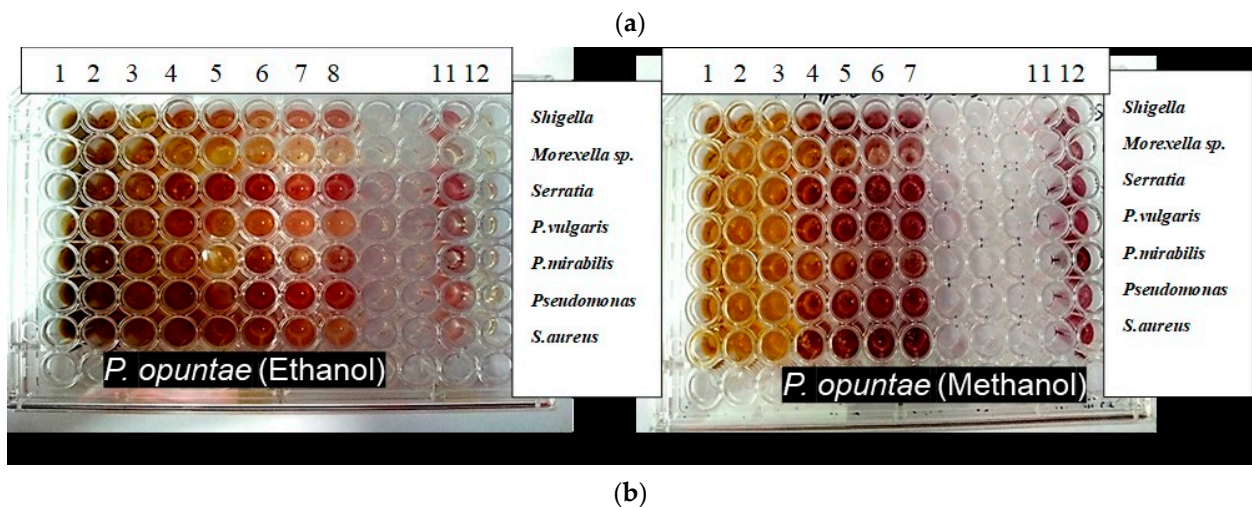 (a)
1 2 3 4 5 6 7 8 11 12
Shigella
Morexella sp.
Serratia
P.vulgaris
P.mirabilis
Pseudomonas
S.aureus
P. opuntae (Ethanol)
1 2 3 4 5 6 7 11 12
Shigella
Morexella sp.
Serratia
P.vulgaris
P.mirabilis
Pseudomonas
S.aureus
P. opuntae (Methanol)
(b)